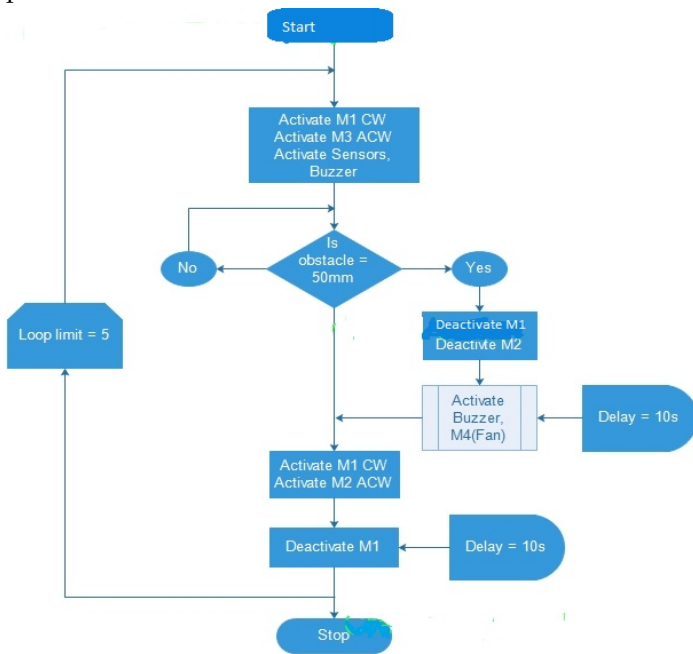 Start
Activate M1 CW
Activate M3 ACW
Activate Sensors,
Buzzer
Is
obstacle =
50mm
No
Yes
Loop limit = 5
Deactivate M1
Deactivte M2
Activate
Buzzer,
M4(Fan)
Delay = 10s
Activate M1 CW
Activate M2 ACW
Deactivate M1
Delay = 10s
Stop